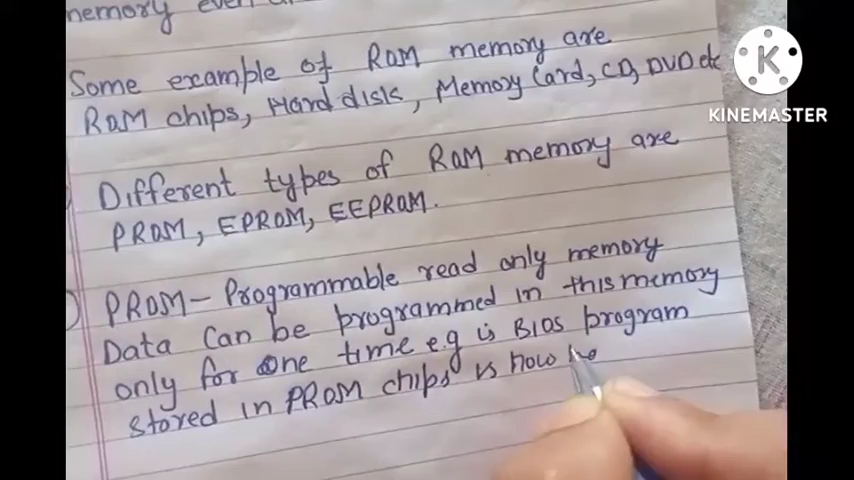 memory even
Some example of ROM memory are
ROM chips, Hard disk, Memory Card, CD, DVD etc
Different types of ROM memory are
PROM, EPROM, EEPROM.
PROM - Programmable read only memory
Data can be programmed in this memory
only for one time e.g is BIOS program
stored in PROM chips is how
K
KINEMASTER